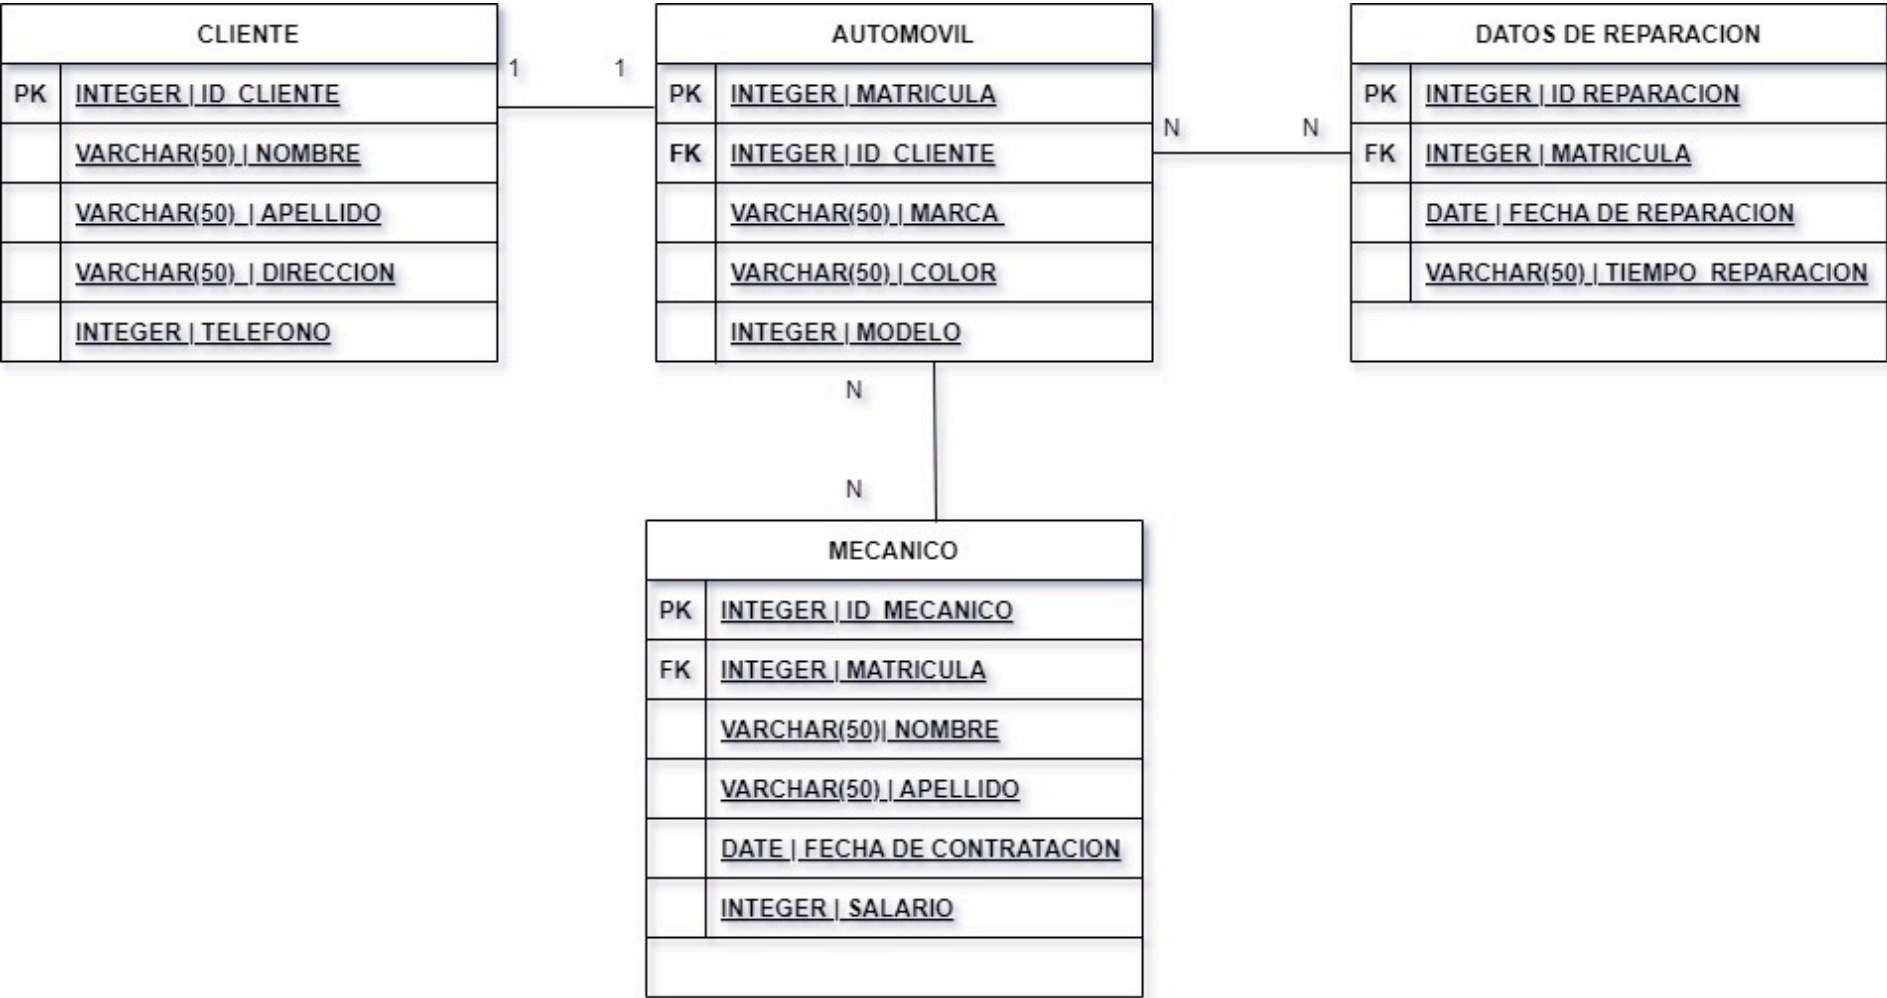 CLIENTE
PK INTEGER | ID_CLIENTE
VARCHAR(50) | NOMBRE
VARCHAR(50)_| APELLIDO
VARCHAR(50)_| DIRECCION
INTEGER | TELEFONO
1 1
AUTOMOVIL
PK INTEGER | MATRICULA
FK INTEGER | ID_CLIENTE
VARCHAR(50) | MARCA
VARCHAR(50) | COLOR
INTEGER | MODELO
N N
DATOS DE REPARACION
PK INTEGER | ID REPARACION
FK INTEGER | MATRICULA
DATE | FECHA DE REPARACION
VARCHAR(50) | TIEMPO_REPARACION
N
N
MECANICO
PK INTEGER | ID_MECANICO
FK INTEGER | MATRICULA
VARCHAR(50)| NOMBRE
VARCHAR(50) | APELLIDO
DATE | FECHA DE CONTRATACION
INTEGER | SALARIO